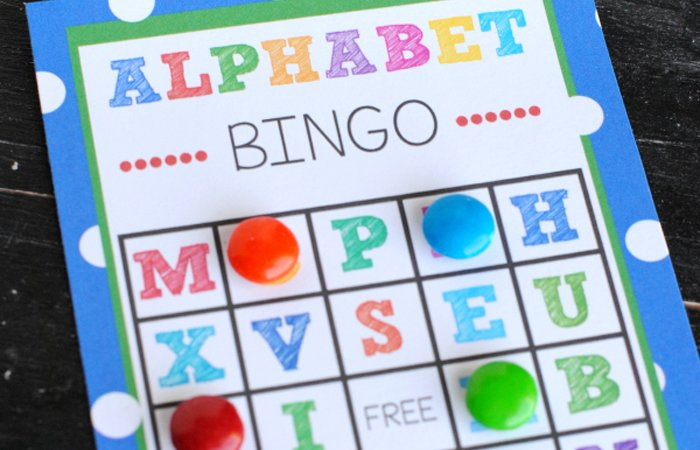 ALPHABET
BINGO
M P H
X V S E U
I FREE B